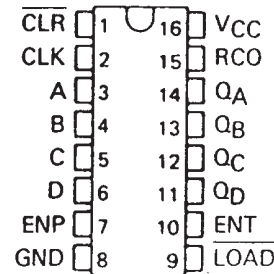 CLR 1 16 VCC
CLK 2 15 RCO
A 3 14 QA
B 4 13 QB
C 5 12 QC
D 6 11 QD
ENP 7 10 ENT
GND 8 9 LOAD